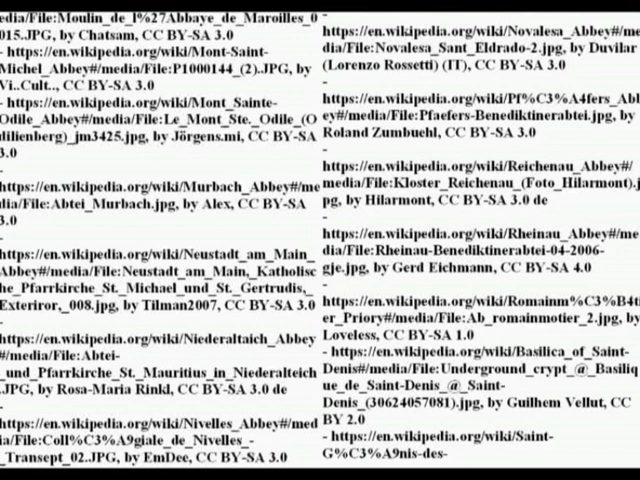 edia/File:Moulin_de_l%27Abbaye_de_Maroilles_0
015.JPG, by Chatsam, CC BY-SA 3.0
- https://en.wikipedia.org/wiki/Mont-Saint-
Michel_Abbey#/media/File:P1000144_(2)..JPG, by
Vi..Cult.., CC BY-SA 3.0
- https://en.wikipedia.org/wiki/Mont_Sainte-
Odile_Abbey#/media/File:Le_Mont_Ste._Odile_(O
dilienberg)_jm3425.jpg, by Jörgens.mi, CC BY-SA
3.0
-
https://en.wikipedia.org/wiki/Murbach_Abbey#/me
dia/File:Abtei_Murbach.jpg, by Alex, CC BY-SA
3.0
-
https://en.wikipedia.org/wiki/Neustadt_am_Main_
Abbey#/media/File:Neustadt_am_Main,_Katholisc
he_Pfarrkirche_St._Michael_und_St._Gertrudis,_
Exteriror,_008.jpg, by Tilman2007, CC BY-SA 3.0
-
https://en.wikipedia.org/wiki/Niederaltaich_Abbey
#/media/File:Abtei-
_und_Pfarrkirche_St._Mauritius_in_Niederalteich
.JPG, by Rosa-Maria Rinkl, CC BY-SA 3.0 de
-
https://en.wikipedia.org/wiki/Nivelles_Abbey#/med
ia/File:Coll%C3%A9giale_de_Nivelles_-
_Transept_02.JPG, by EmDee, CC BY-SA 3.0
-
https://en.wikipedia.org/wiki/Novalesa_Abbey#/me
dia/File:Novalesa_Sant_Eldrado-2.jpg, by Duvilar
(Lorenzo Rossetti) (IT), CC BY-SA 3.0
-
https://en.wikipedia.org/wiki/Pf%C3%A4fers_Abb
ey#/media/File:Pfaefers-Benediktinerabtei.jpg, by
Roland Zumbuehl, CC BY-SA 3.0
-
https://en.wikipedia.org/wiki/Reichenau_Abbey#/
media/File:Kloster_Reichenau_(Foto_Hilarmont).j
pg, by Hilarmont, CC BY-SA 3.0 de
-
https://en.wikipedia.org/wiki/Rheinau_Abbey#/me
dia/File:Rheinau-Benediktinerabtei-04-2006-
gje.jpg, by Gerd Eichmann, CC BY-SA 4.0
-
https://en.wikipedia.org/wiki/Romainm%C3%B4ti
er_Priory#/media/File:Ab_romainmotier_2.jpg, by
Loveless, CC BY-SA 1.0
- https://en.wikipedia.org/wiki/Basilica_of_Saint-
Denis#/media/File:Underground_crypt_@_Basiliq
ue_de_Saint-Denis_@_Saint-
Denis_(30624057081).jpg, by Guilhem Vellut, CC
BY 2.0
- https://en.wikipedia.org/wiki/Saint-
G%C3%A9nis-des-